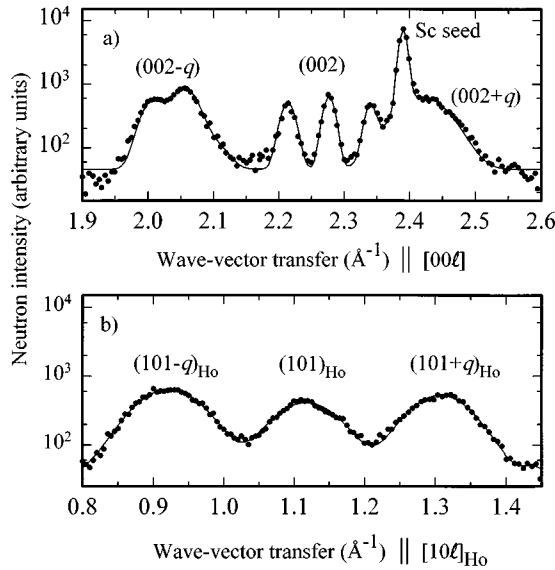 a)
Sc seed
(002-q)
(002)
(002+q)
10⁴
10³
10²
1.9 2.0 2.1 2.2 2.3 2.4 2.5 2.6
Wave-vector transfer (Å⁻¹) || [00ℓ]
Neutron intensity (arbitrary units)
b)
(101-q)Ho
(101)Ho
(101+q)Ho
10⁴
10³
10²
0.8 0.9 1.0 1.1 1.2 1.3 1.4
Wave-vector transfer (Å⁻¹) || [10ℓ]Ho